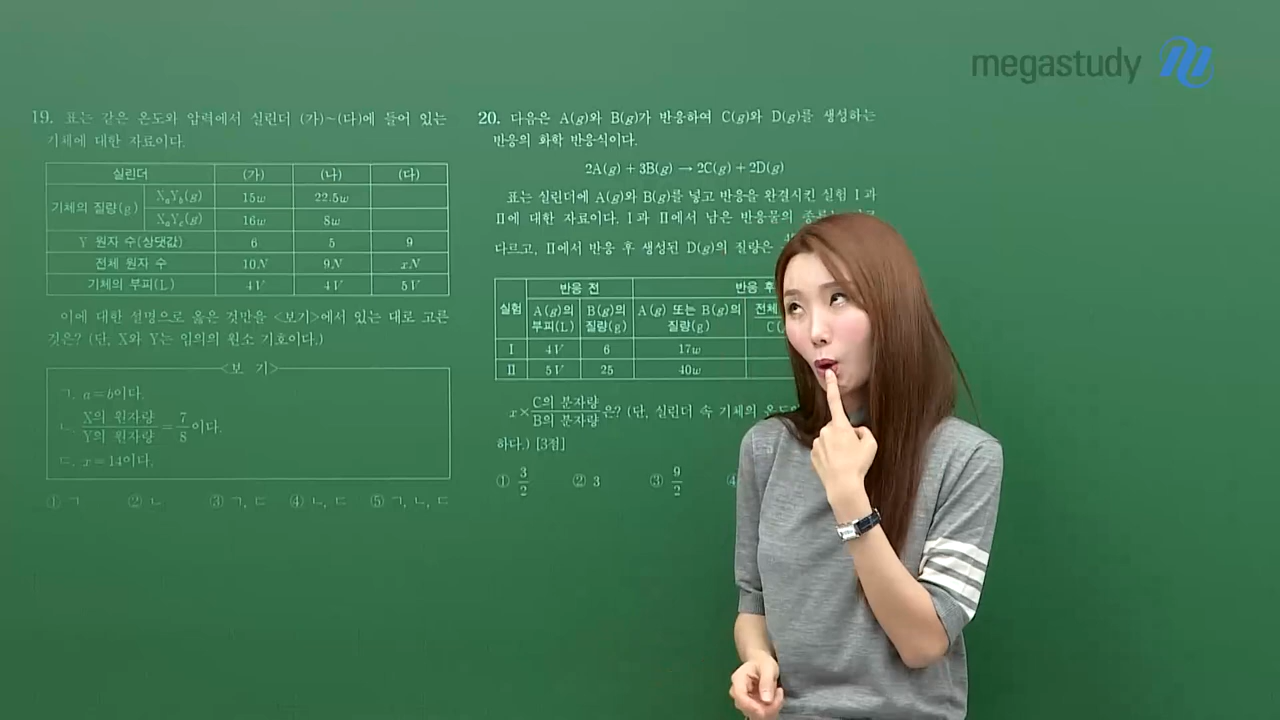 megastudy
19. 표는 같은 온도와 압력에서 실린더 (가)~(다)에 들어 있는
기체에 대한 자료이다.
실린더 (가) (나) (다)
기체의 질량(g) XaYb(g) 15w 22.5w
XaYc(g) 16w 8w
Y 원자 수(상댓값) 6 5 9
전체 원자 수 10N 9N xN
기체의 부피(L) 4V 4V 5V
이에 대한 설명으로 옳은 것만을 <보기>에서 있는 대로 고른
것은? (단, X와 Y는 임의의 원소 기호이다.)
<보 기>
ㄱ. a=b이다.
ㄴ. X의 원자량/Y의 원자량 = 7/8이다.
ㄷ. x=14이다.
① ㄱ ② ㄴ ③ ㄱ, ㄷ ④ ㄴ, ㄷ ⑤ ㄱ, ㄴ, ㄷ
20. 다음은 A(g)와 B(g)가 반응하여 C(g)와 D(g)를 생성하는
반응의 화학 반응식이다.
2A(g) + 3B(g) → 2C(g) + 2D(g)
표는 실린더에 A(g)와 B(g)를 넣고 반응을 완결시킨 실험 Ⅰ과
Ⅱ에 대한 자료이다. Ⅰ과 Ⅱ에서 남은 반응물의
다르고, Ⅱ에서 반응 후 생성된 D(g)의 질량은
실험 반응 전 반응 후
A(g)의 부피(L) B(g)의 질량(g) A(g) 또는 B(g)의 질량(g) 전체
Ⅰ 4V 6 17w
Ⅱ 5V 25 40w
x× C의 분자량/B의 분자량 은? (단, 실린더 속 기체의
하다.) [3점]
① 3/2 ② 3 ③ 9/2 ④